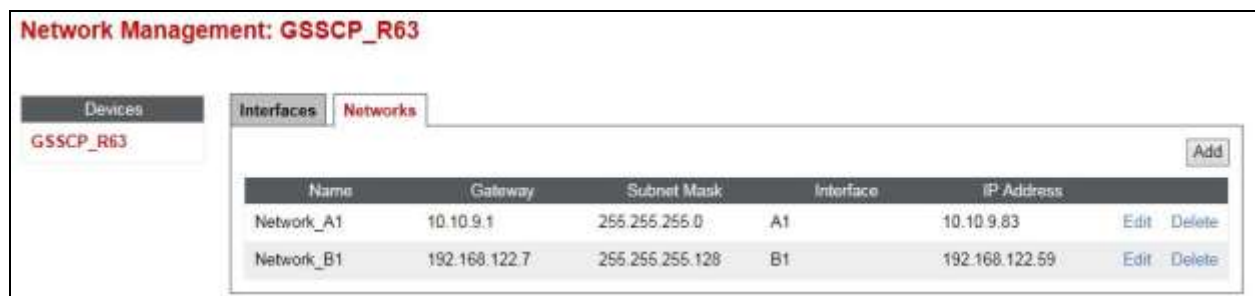 Network Management: GSSCP_R63
Devices
GSSCP_R63
Interfaces Networks
Add
Name Gateway Subnet Mask Interface IP Address
Network_A1 10.10.9.1 255.255.255.0 A1 10.10.9.83 Edit Delete
Network_B1 192.168.122.7 255.255.255.128 B1 192.168.122.59 Edit Delete